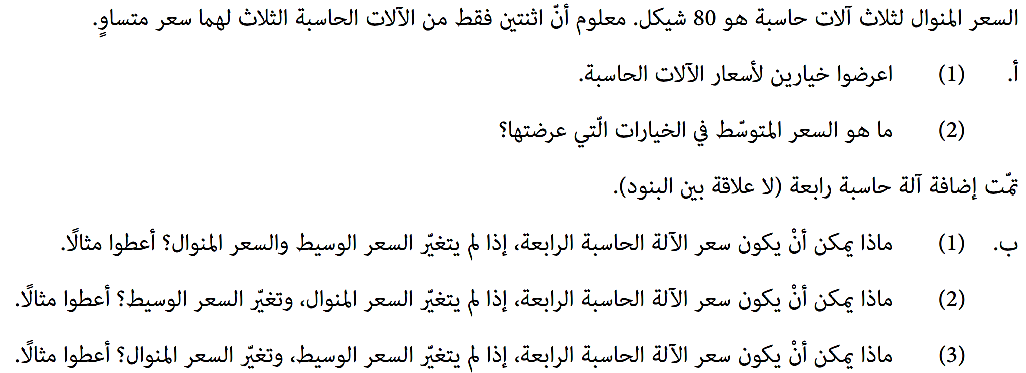 السعر المنوال لثلاث آلات حاسبة هو 80 شيكل. معلوم أنّ اثنتين فقط من الآلات الحاسبة الثلاث لهما سعر متساوٍ.
أ. (1) اعرضوا خيارين لأسعار الآلات الحاسبة.
(2) ما هو السعر المتوسّط في الخيارات الّتي عرضتها؟
تمّت إضافة آلة حاسبة رابعة (لا علاقة بين البنود).
ب. (1) ماذا يمكن أنْ يكون سعر الآلة الحاسبة الرابعة، إذا لم يتغيّر السعر الوسيط والسعر المنوال؟ أعطوا مثالًا.
(2) ماذا يمكن أنْ يكون سعر الآلة الحاسبة الرابعة، إذا لم يتغيّر السعر المنوال، وتغيّر السعر الوسيط؟ أعطوا مثالًا.
(3) ماذا يمكن أنْ يكون سعر الآلة الحاسبة الرابعة، إذا لم يتغيّر السعر الوسيط، وتغيّر السعر المنوال؟ أعطوا مثالًا.